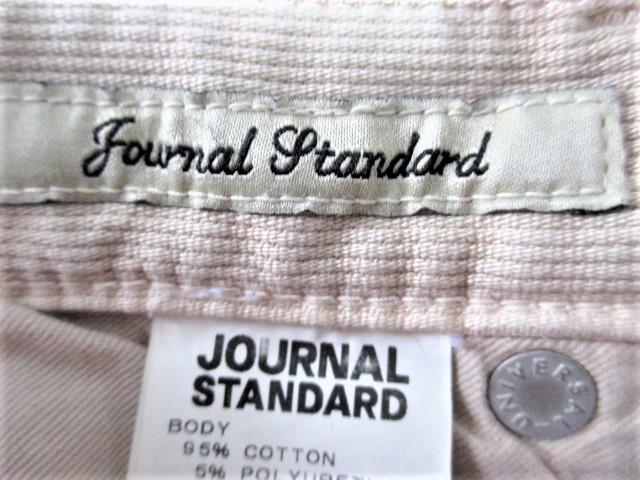 Journal Standard
JOURNAL
STANDARD
BODY
95% COTTON
5%
UNIVERSAL